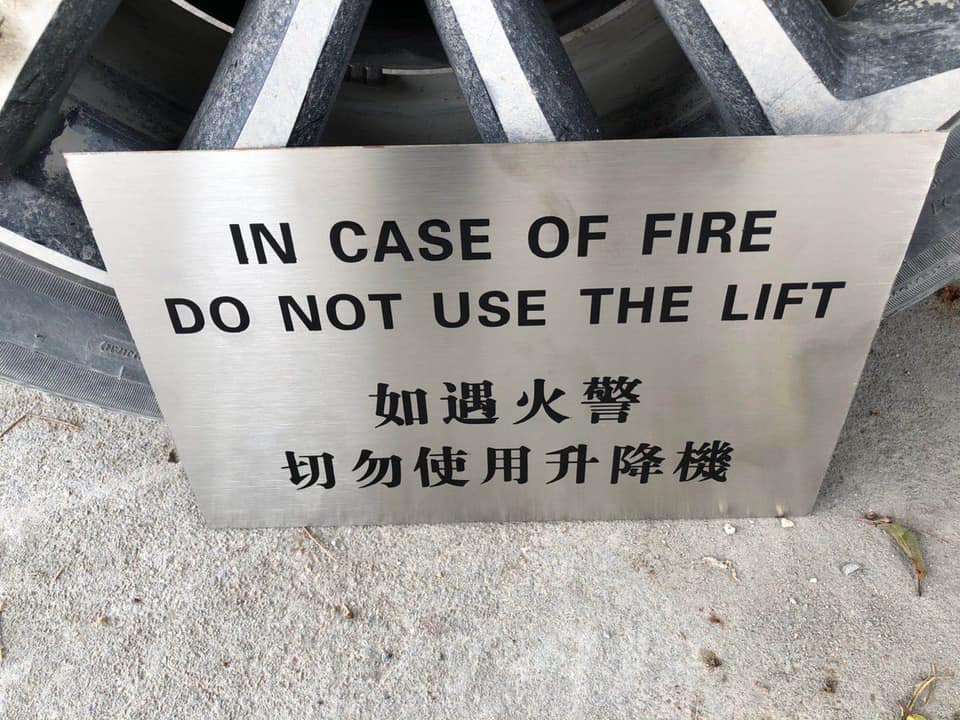 IN CASE OF FIRE
DO NOT USE THE LIFT
如遇火警
切勿使用升降機